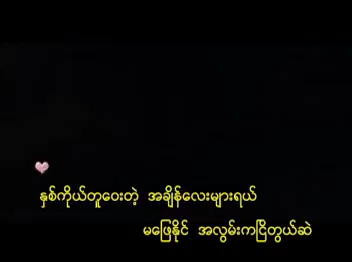 နှစ်ကိုယ်တူဝေးတဲ့ အချိန်လေးများရယ်
မဖြေနိုင် အလွမ်းကငြိတွယ်ဆဲ